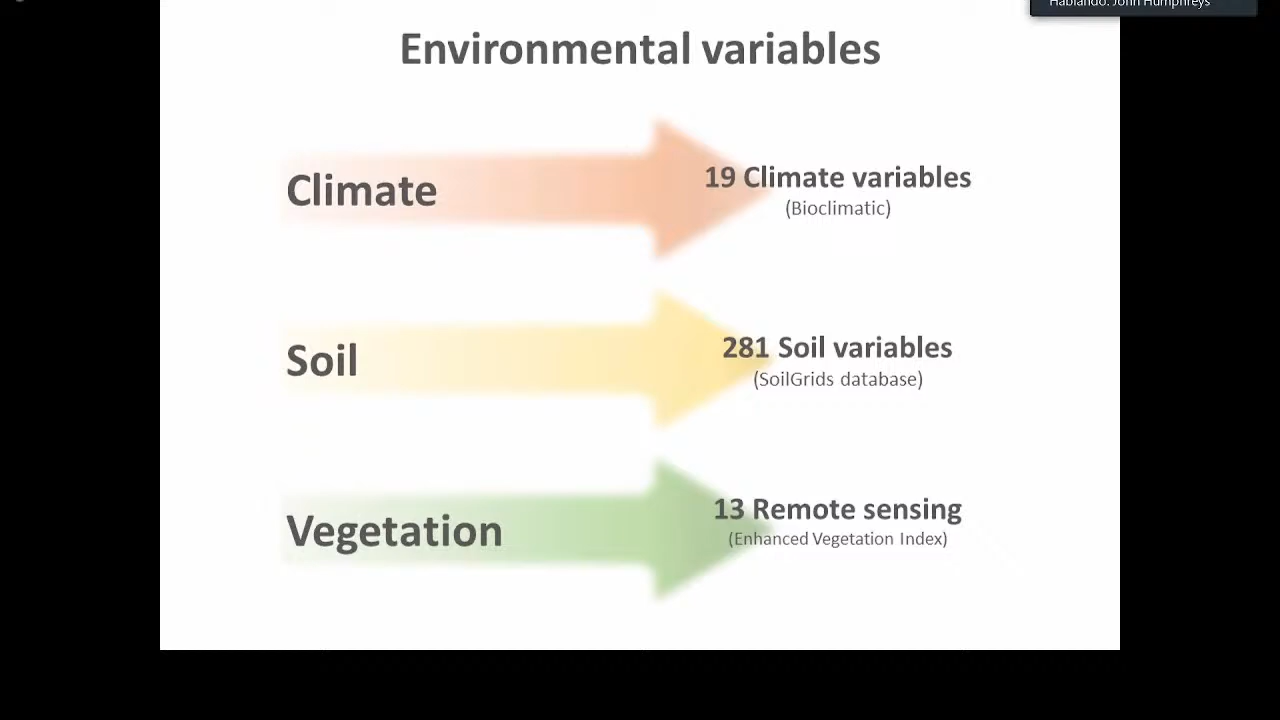 Hablando: John Humphreys
Environmental variables
Climate
19 Climate variables
(Bioclimatic)
Soil
281 Soil variables
(SoilGrids database)
Vegetation
13 Remote sensing
(Enhanced Vegetation Index)